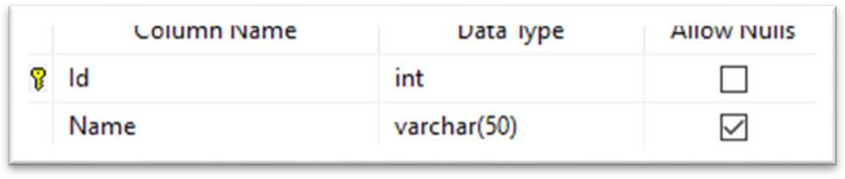 Column Name Data Type Allow Nulls
Id int
Name varchar(50)